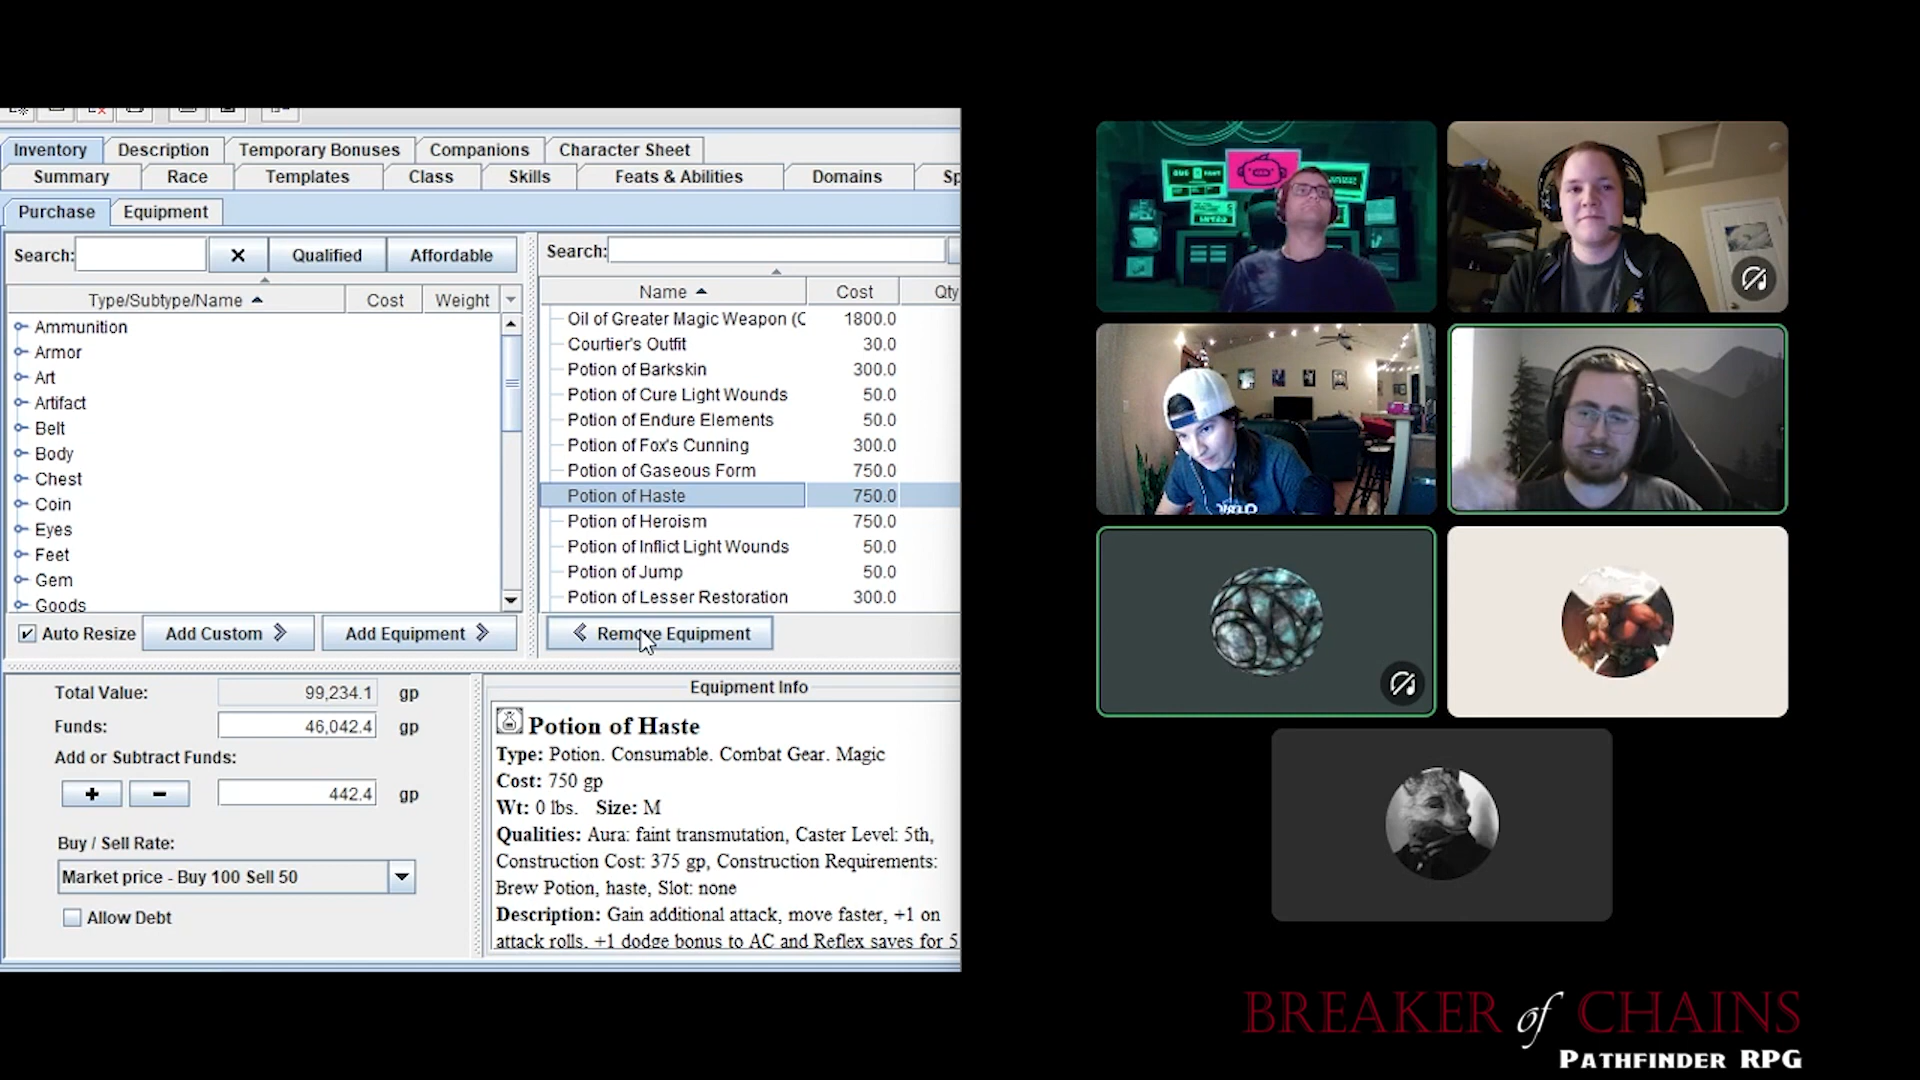 Inventory Description Temporary Bonuses Companions Character Sheet
Summary Race Templates Class Skills Feats & Abilities Domains Sp
Purchase Equipment
Search: Qualified Affordable
Type/Subtype/Name Cost Weight
Ammunition
Armor
Art
Artifact
Belt
Body
Chest
Coin
Eyes
Feet
Gem
Goods
Auto Resize Add Custom Add Equipment
Search:
Name Cost Qty
Oil of Greater Magic Weapon (C 1800.0
Courtier's Outfit 30.0
Potion of Barkskin 300.0
Potion of Cure Light Wounds 50.0
Potion of Endure Elements 50.0
Potion of Fox's Cunning 300.0
Potion of Gaseous Form 750.0
Potion of Haste 750.0
Potion of Heroism 750.0
Potion of Inflict Light Wounds 50.0
Potion of Jump 50.0
Potion of Lesser Restoration 300.0
Remove Equipment
Total Value: 99,234.1 gp
Funds: 46,042.4 gp
Add or Subtract Funds:
+ − 442.4 gp
Buy / Sell Rate:
Market price - Buy 100 Sell 50
Allow Debt
Equipment Info
Potion of Haste
Type: Potion. Consumable. Combat Gear. Magic
Cost: 750 gp
Wt: 0 lbs. Size: M
Qualities: Aura: faint transmutation, Caster Level: 5th,
Construction Cost: 375 gp, Construction Requirements:
Brew Potion, haste, Slot: none
Description: Gain additional attack, move faster, +1 on
attack rolls, +1 dodge bonus to AC and Reflex saves for 5
BREAKER of CHAINS
PATHFINDER RPG